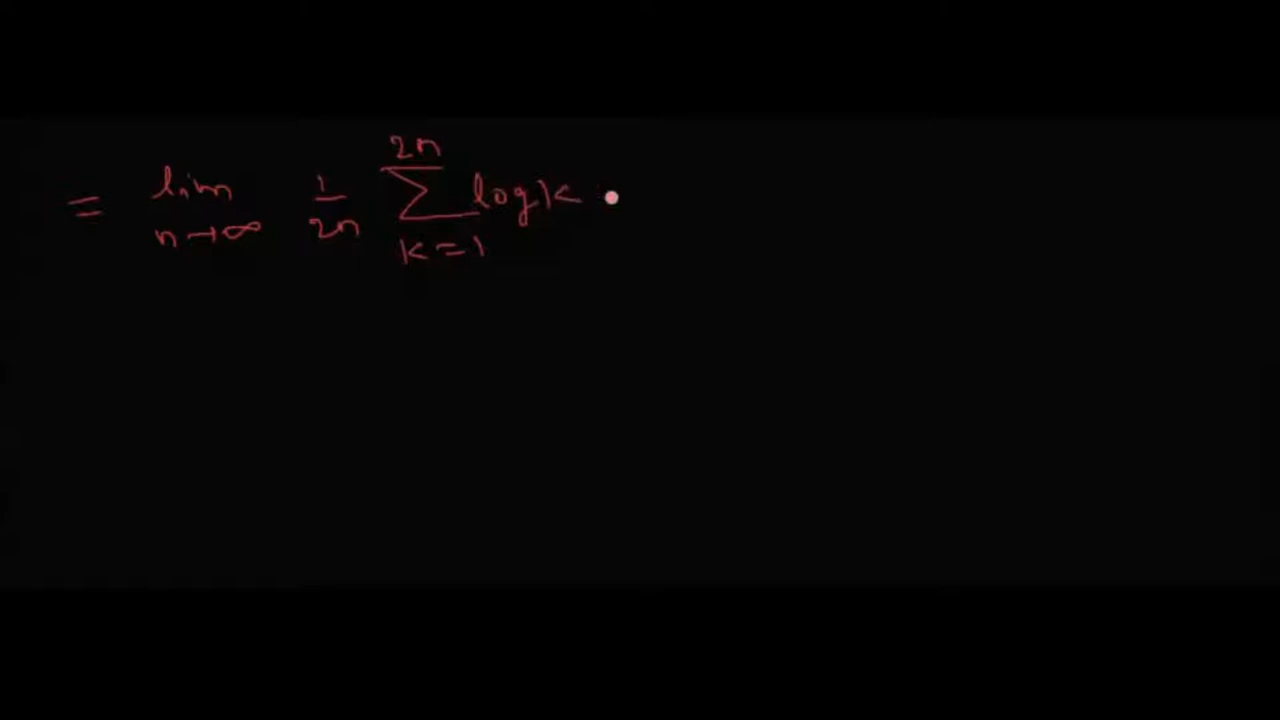 = lim n→∞ 1/2n 2n ∑ k=1 log k